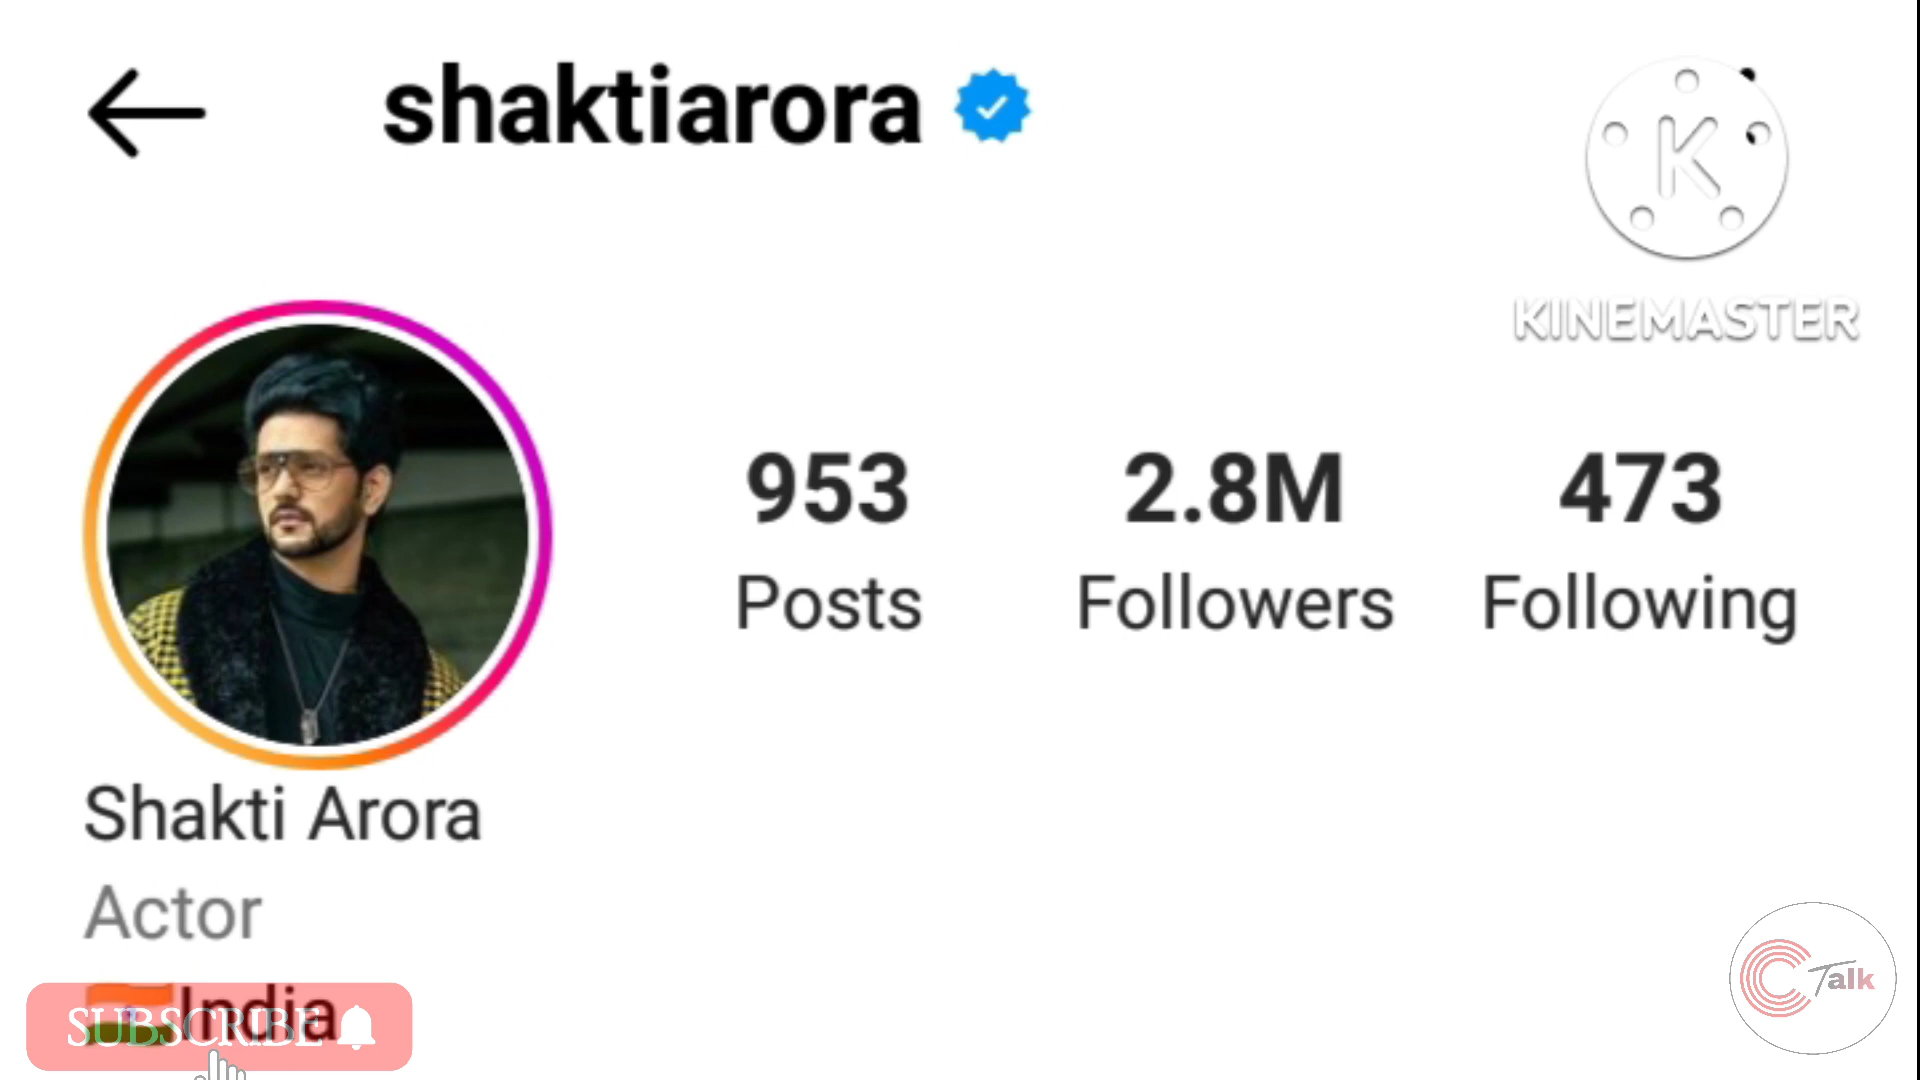 shaktiarora
K
KINEMASTER
953 2.8M 473
Posts Followers Following
Shakti Arora
Actor
India
SUBSCRIBE
C Talk